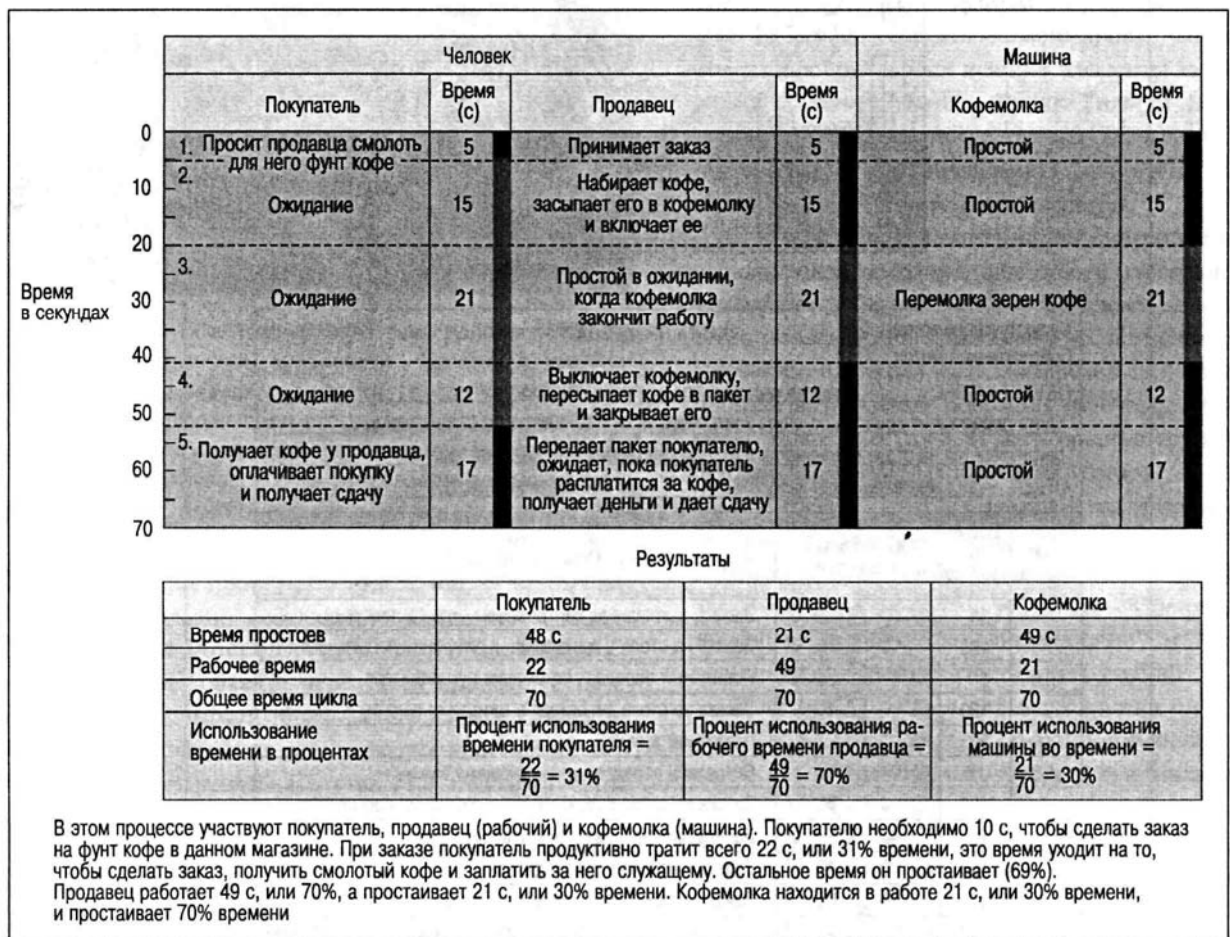 Человек Машина
Покупатель Время (с) Продавец Время (с) Кофемолка Время (с)
Время
в секундах
0
10
20
30
40
50
60
70
1. Просит продавца смолоть
для него фунт кофе
5
Принимает заказ
5
Простой
5
2.
Ожидание
15
Набирает кофе,
засыпает его в кофемолку
и включает ее
15
Простой
15
3.
Ожидание
21
Простой в ожидании,
когда кофемолка
закончит работу
21
Перемолка зерен кофе
21
4.
Ожидание
12
Выключает кофемолку,
пересыпает кофе в пакет
и закрывает его
12
Простой
12
5. Получает кофе у продавца,
оплачивает покупку
и получает сдачу
17
Передает пакет покупателю,
ожидает, пока покупатель
расплатится за кофе,
получает деньги и дает сдачу
17
Простой
17
Результаты
Покупатель Продавец Кофемолка
Время простоев 48 с 21 с 49 с
Рабочее время 22 49 21
Общее время цикла 70 70 70
Использование
времени в процентах
Процент использования
времени покупателя =
22/70 = 31%
Процент использования ра-
бочего времени продавца =
49/70 = 70%
Процент использования
машины во времени =
21/70 = 30%
В этом процессе участвуют покупатель, продавец (рабочий) и кофемолка (машина). Покупателю необходимо 10 с, чтобы сделать заказ
на фунт кофе в данном магазине. При заказе покупатель продуктивно тратит всего 22 с, или 31% времени, это время уходит на то,
чтобы сделать заказ, получить смолотый кофе и заплатить за него служащему. Остальное время он простаивает (69%).
Продавец работает 49 с, или 70%, а простаивает 21 с, или 30% времени. Кофемолка находится в работе 21 с, или 30% времени,
и простаивает 70% времени